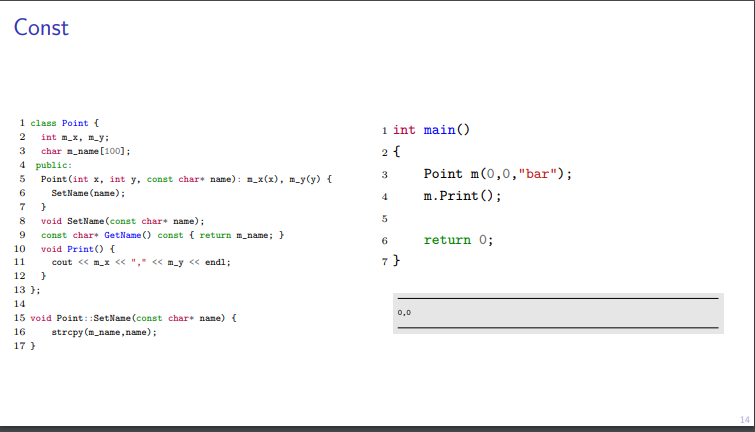 Const
1 class Point {
2 int m_x, m_y;
3 char m_name[100];
4 public:
5 Point(int x, int y, const char* name): m_x(x), m_y(y) {
6 SetName(name);
7 }
8 void SetName(const char* name);
9 const char* GetName() const { return m_name; }
10 void Print() {
11 cout << m_x << "," << m_y << endl;
12 }
13 };
14
15 void Point::SetName(const char* name) {
16 strcpy(m_name,name);
17 }
1 int main()
2 {
3 Point m(0,0,"bar");
4 m.Print();
5
6 return 0;
7 }
0,0
14